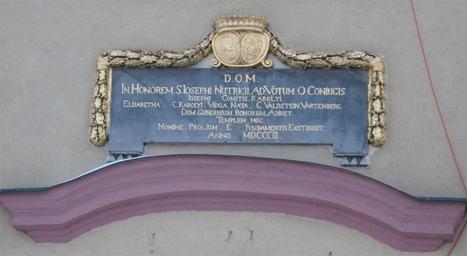 D.O.M.
IN HONOREM S. IOSEPHI NUTRICII AD VOTUM O CONIUGIS
IOSEPHI COMITIS KAROLYI
ELISABETHA C. KAROLYI VIDUA NATA C. VALDSTEIN VARTENBERG.
DUM GUBERNIUM BONORUM ADIRET
TEMPLUM HOC
NOMINE PROLIUM E FUNDAMENTIS EXSTRUXIT.
ANNO MDCCCIII